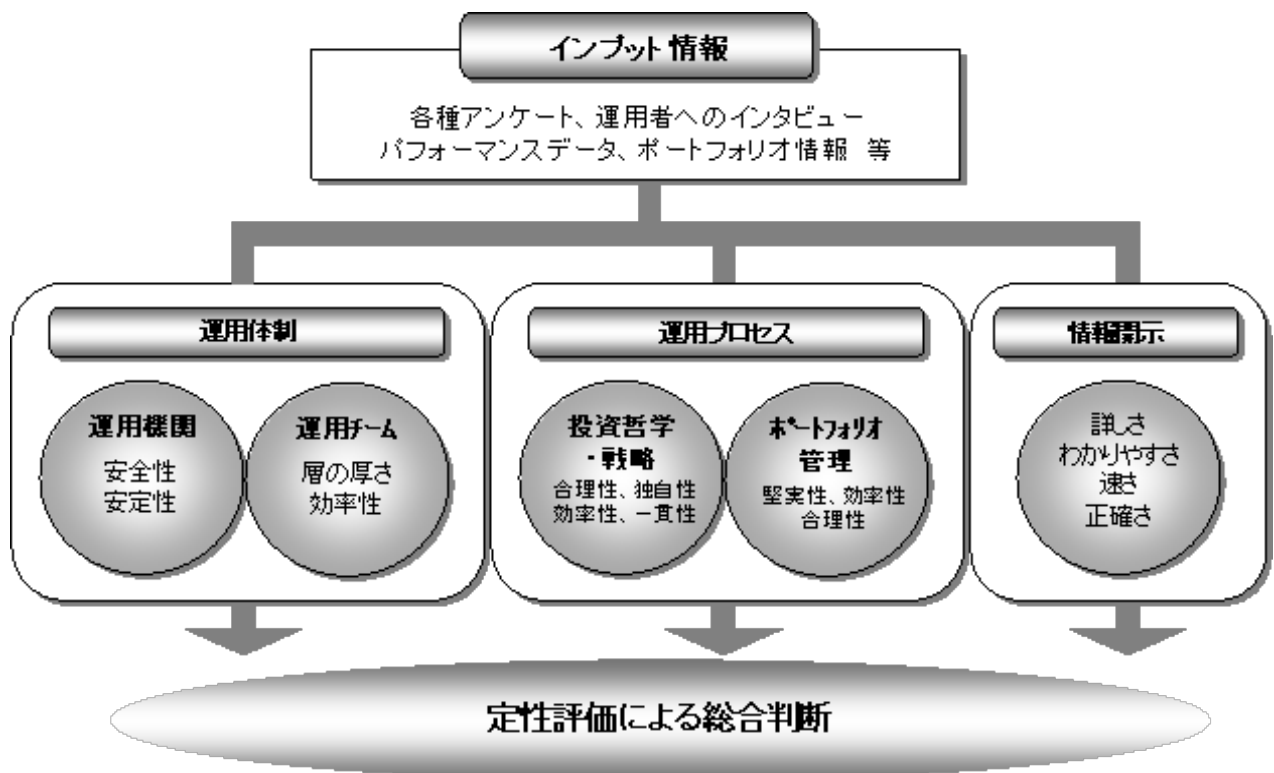 インプット情報
各種アンケート、運用者へのインタビュー
パフォーマンスデータ、ポートフォリオ情報 等
運用体制
運用機関
安全性
安定性
運用チーム
層の厚さ
効率性
運用プロセス
投資哲学
・戦略
合理性、独自性
効率性、一貫性
ポートフォリオ
管理
堅実性、効率性
合理性
情報開示
詳しさ
わかりやすさ
速さ
正確さ
定性評価による総合判断